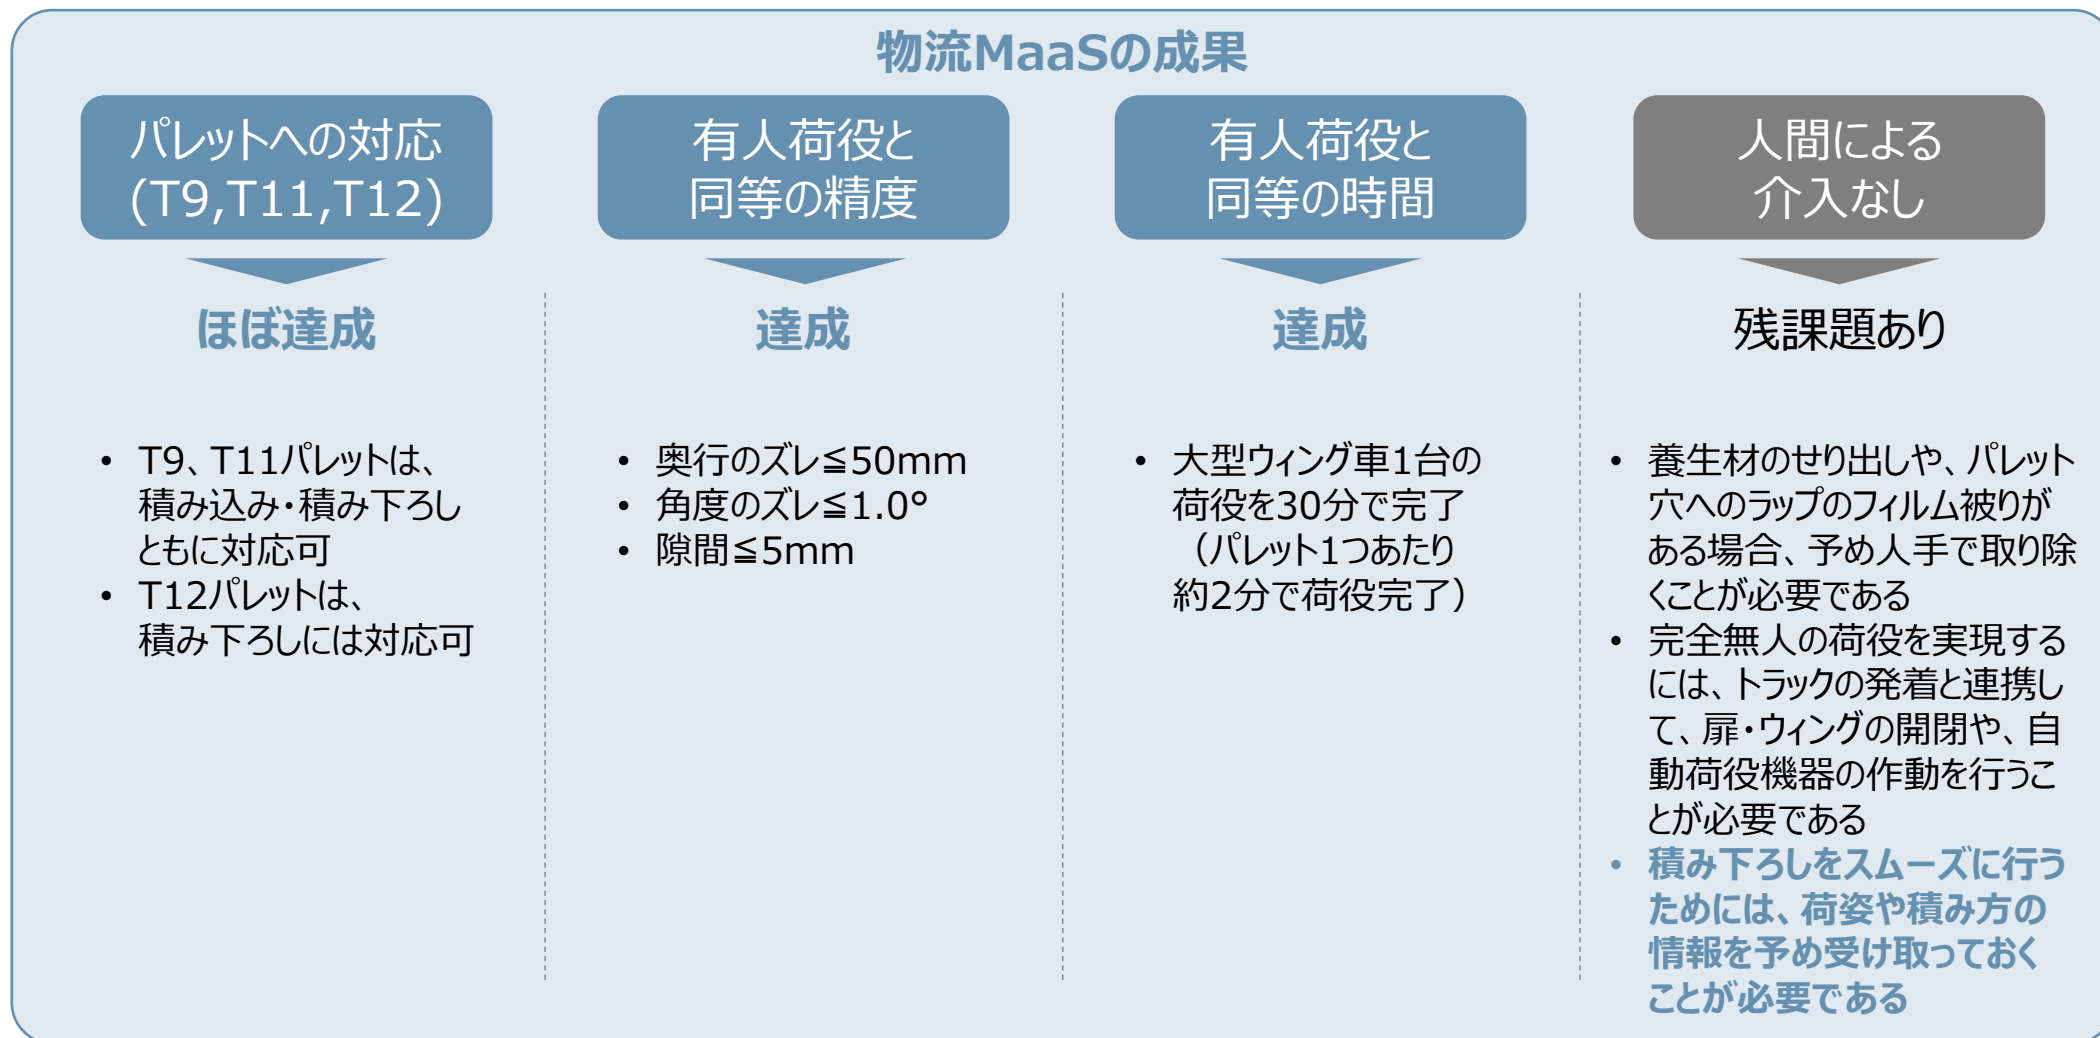 物流MaaSの成果
パレットへの対応
(T9,T11,T12)
ほぼ達成
• T9、T11パレットは、
積み込み・積み下ろし
ともに対応可
• T12パレットは、
積み下ろしには対応可
有人荷役と
同等の精度
達成
• 奥行のズレ≦50mm
• 角度のズレ≦1.0°
• 隙間≦5mm
有人荷役と
同等の時間
達成
• 大型ウィング車1台の
荷役を30分で完了
（パレット1つあたり
約2分で荷役完了）
人間による
介入なし
残課題あり
• 養生材のせり出しや、パレット
穴へのラップのフィルム被りが
ある場合、予め人手で取り除
くことが必要である
• 完全無人の荷役を実現する
には、トラックの発着と連携し
て、扉・ウィングの開閉や、自
動荷役機器の作動を行うこ
とが必要である
• 積み下ろしをスムーズに行う
ためには、荷姿や積み方の
情報を予め受け取っておく
ことが必要である